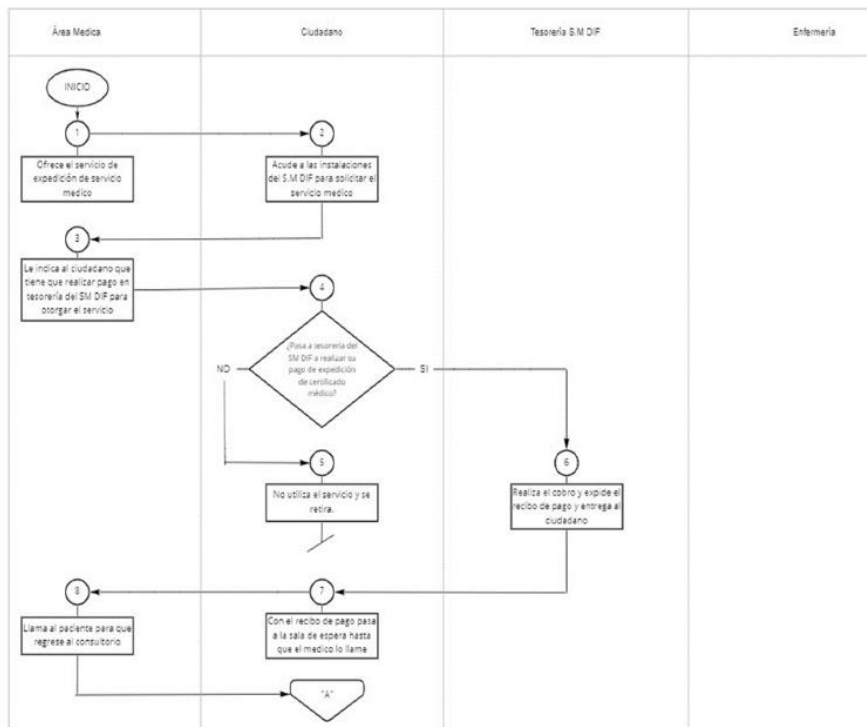 Área Medica
Ciudadano
Tesorería S.M DIF
Enfermería
INICIO
1
2
Ofrece el servicio de
expedición de servicio
medico
Acude a las instalaciones
del S.M DIF para solicitar el
servicio medico
3
Le indica al ciudadano que
tiene que realizar pago en
tesorería del SM DIF para
otorgar el servicio
4
¿Pasa a tesorería del
SM DIF a realizar su
pago de expedición
de certificado
médico?
NO
SI
5
6
No utiliza el servicio y se
retira.
Realiza el cobro y expide el
recibo de pago y entrega al
ciudadano
8
7
Llama al paciente para que
regrese al consultorio
Con el recibo de pago pasa
a la sala de espera hasta
que el medico lo llame
"A"